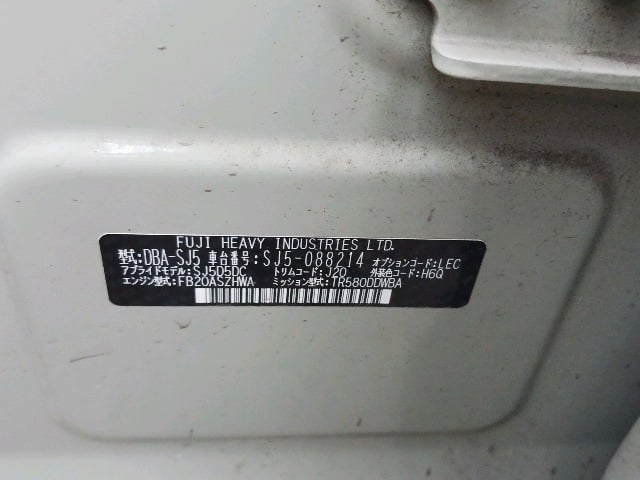 FUJI HEAVY INDUSTRIES LTD.
型式:DBA-SJ5 車台番号:SJ5-088214 オプションコード:LEC
アプライドモデル:SJ5D5DC トリムコード:J20 外装色コード:H6Q
エンジン型式:FB20ASZHWA ミッション型式:TR580DDWBA